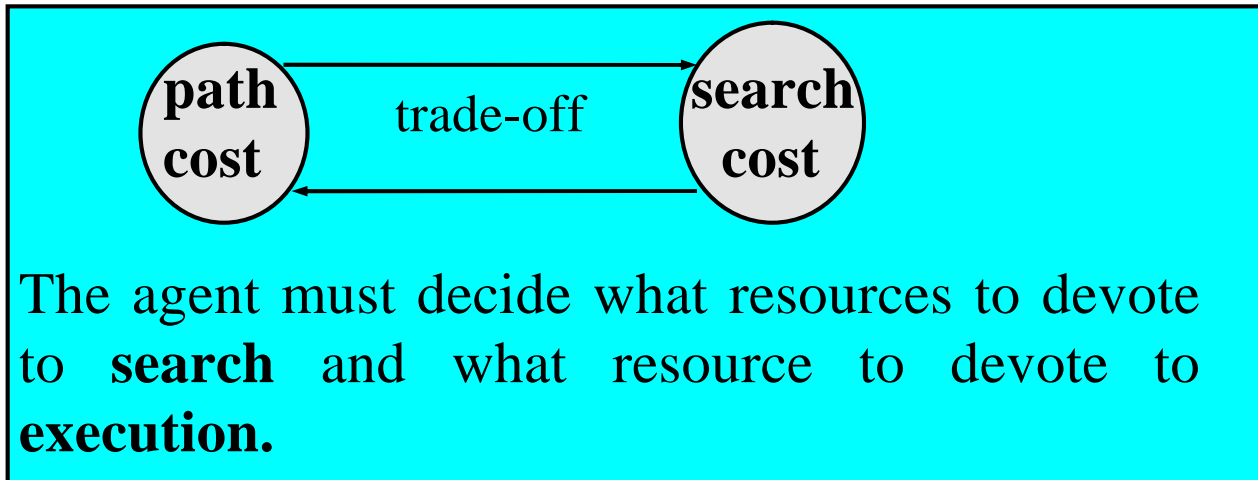 path
cost
trade-off
search
cost
The agent must decide what resources to devote
to search and what resource to devote to
execution.